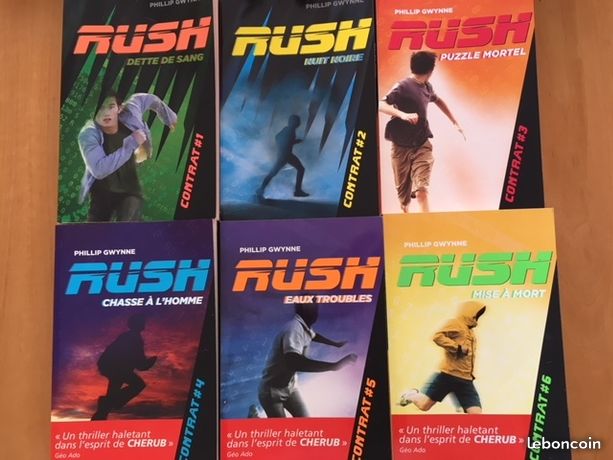 PHILLIP GWYNNE
RUSH
DETTE DE SANG
CONTRAT #1
PHILLIP GWYNNE
RUSH
NUIT NOIRE
CONTRAT #2
PHILLIP GWYNNE
RUSH
PUZZLE MORTEL
CONTRAT #3
PHILLIP GWYNNE
RUSH
CHASSE À L'HOMME
CONTRAT #4
« Un thriller haletant
dans l'esprit de CHERUB »
Géo Ado
PHILLIP GWYNNE
RUSH
EAUX TROUBLES
CONTRAT #5
« Un thriller haletant
dans l'esprit de CHERUB »
Géo Ado
PHILLIP GWYNNE
RUSH
MISE À MORT
CONTRAT #6
« Un thriller haletant
dans l'esprit de CHERUB »
Géo Ado
leboncoin